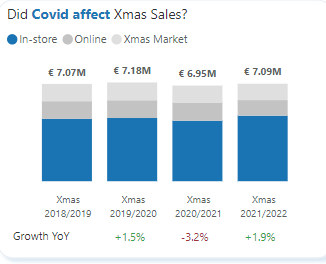 Did Covid affect Xmas Sales?
In-store Online Xmas Market
€ 7.07M € 7.18M € 6.95M € 7.09M
Xmas Xmas Xmas Xmas
2018/2019 2019/2020 2020/2021 2021/2022
Growth YoY +1.5% -3.2% +1.9%